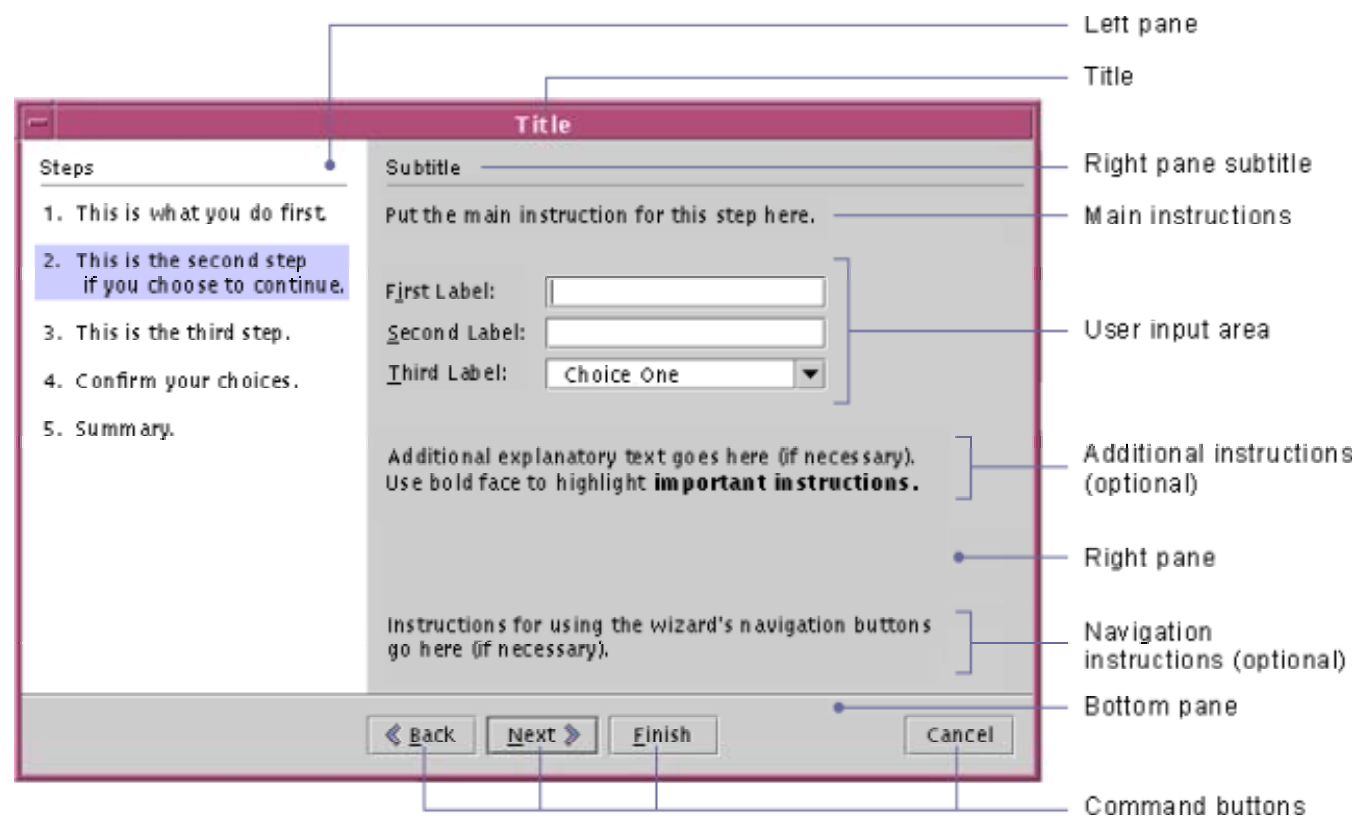 Left pane
Title
Title
Steps
1. This is what you do first.
2. This is the second step
if you choose to continue.
3. This is the third step.
4. Confirm your choices.
5. Summary.
Subtitle
Right pane subtitle
Put the main instruction for this step here.
Main instructions
First Label:
Second Label:
Third Label:
Choice One
User input area
Additional explanatory text goes here (if necessary).
Use bold face to highlight important instructions.
Additional instructions
(optional)
Right pane
Instructions for using the wizard's navigation buttons
go here (if necessary).
Navigation
instructions (optional)
Bottom pane
Back
Next
Finish
Cancel
Command buttons